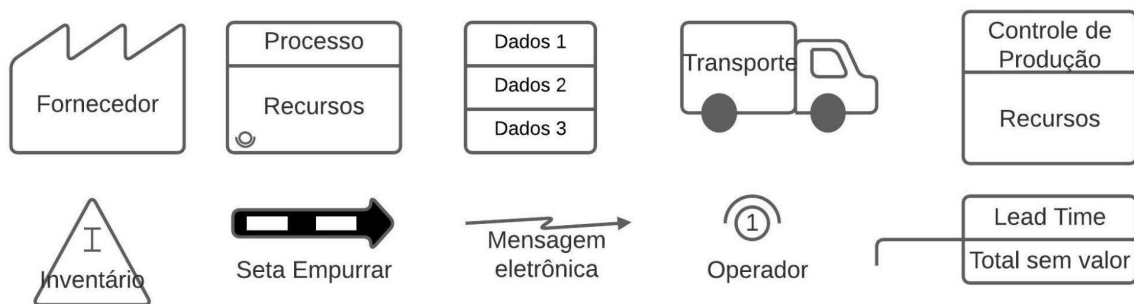 Fornecedor
Processo
Recursos
Dados 1
Dados 2
Dados 3
Transporte
Controle de
Produção
Recursos
I
Inventário
Seta Empurrar
Mensagem
eletrônica
1
Operador
Lead Time
Total sem valor